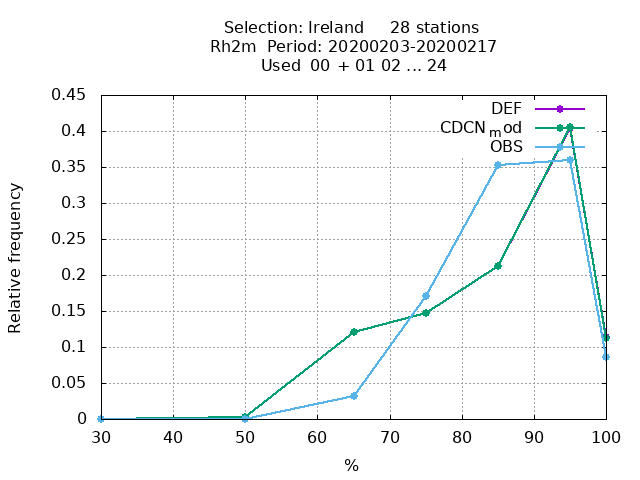 Selection: Ireland 28 stations
Rh2m Period: 20200203-20200217
Used 00 + 01 02 ... 24
0.45
0.4
0.35
0.3
0.25
0.2
0.15
0.1
0.05
0
Relative frequency
DEF
CDCN_mod
OBS
30 40 50 60 70 80 90 100
%